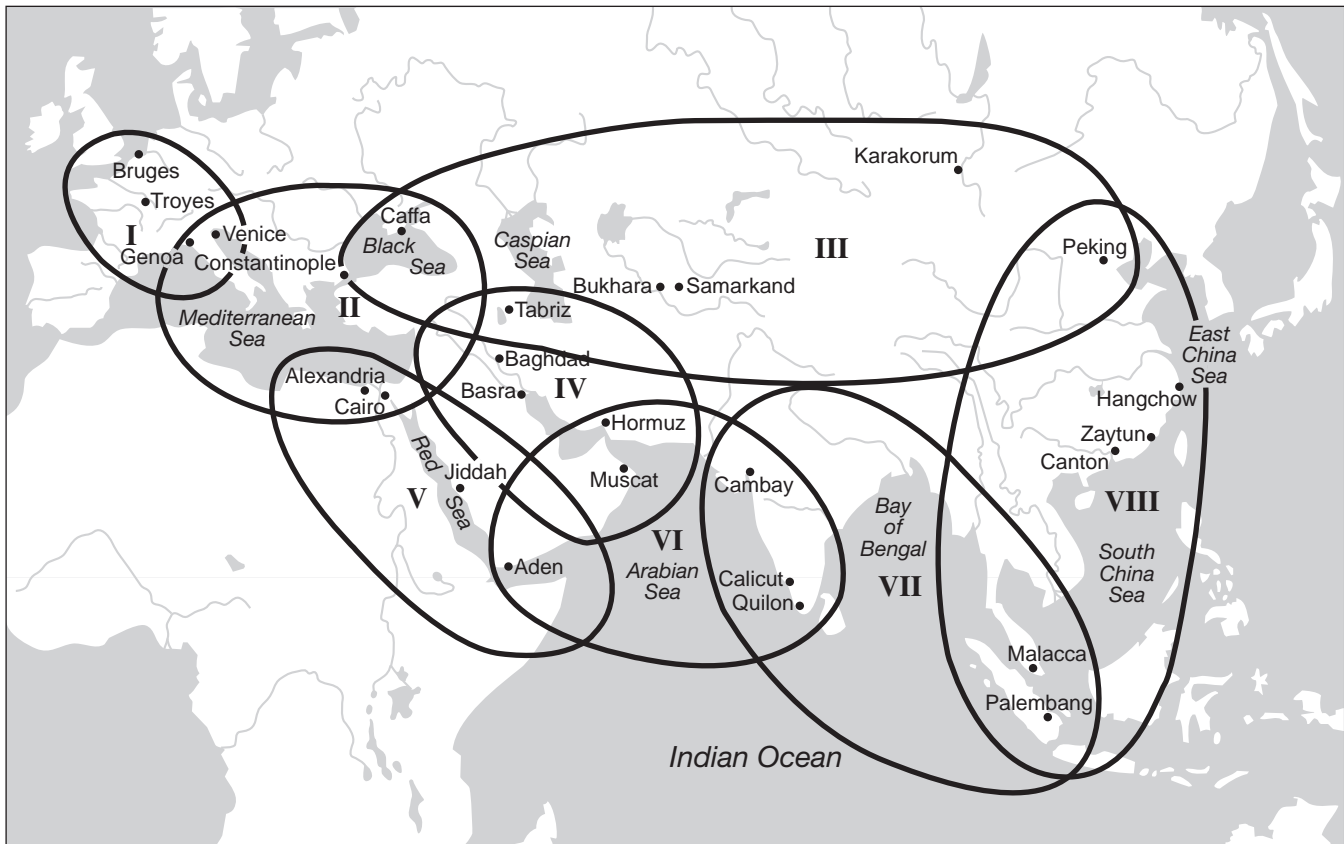 Karakorum
Bruges
Troyes
I
Genoa
Venice
Constantinople
Caffa
Black
Sea
Caspian
Sea
III
Peking
II
Mediterranean
Sea
Bukhara
Samarkand
Tabriz
East
China
Sea
Baghdad
IV
Basra
Alexandria
Cairo
Hangchow
Hormuz
Zaytun
Canton
Red
Sea
Jiddah
V
Muscat
Cambay
VIII
Bay
of
Bengal
VI
Arabian
Sea
Aden
Calicut
Quilon
VII
South
China
Sea
Malacca
Palembang
Indian Ocean